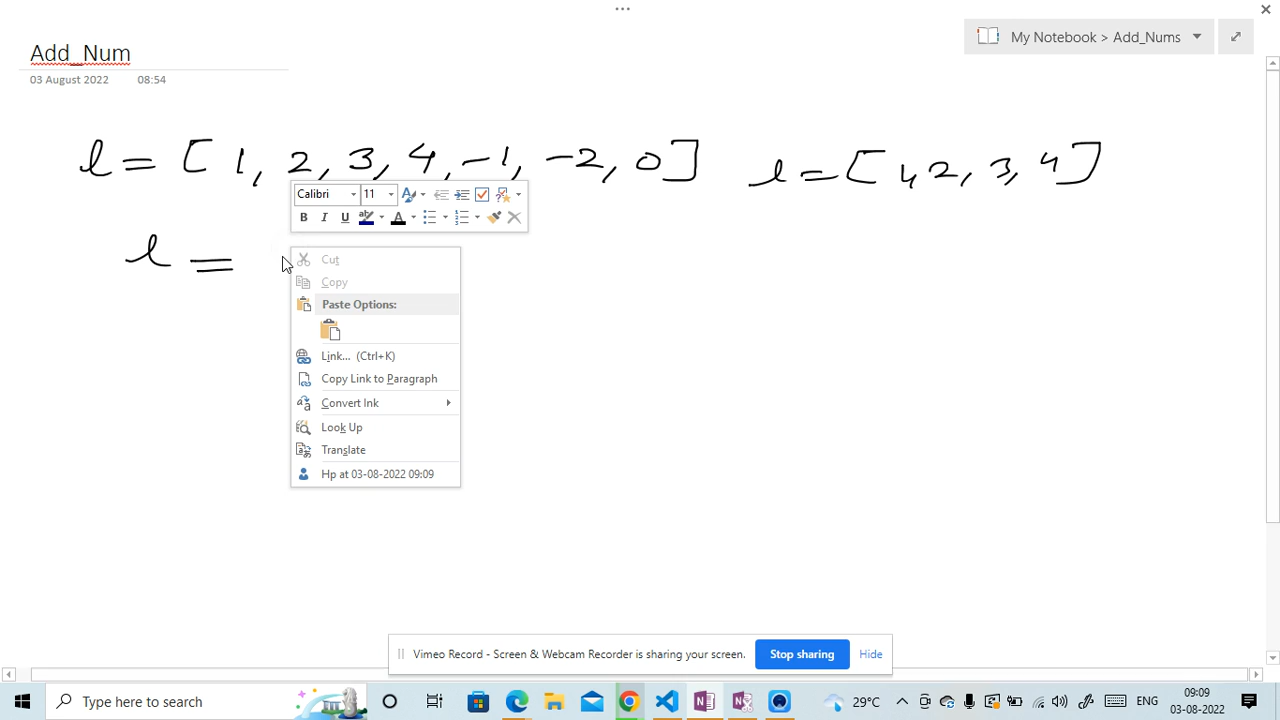 My Notebook > Add_Nums
Add_Num
03 August 2022 08:54
l = [ 1, 2, 3, 4, -1, -2, 0 ] l = [ 1, 2, 3, 4 ]
Calibri 11
B I U ab A
l =
Cut
Copy
Paste Options:
Link... (Ctrl+K)
Copy Link to Paragraph
Convert Ink
Look Up
Translate
Hp at 03-08-2022 09:09
Vimeo Record - Screen & Webcam Recorder is sharing your screen. Stop sharing Hide
Type here to search
29°C ENG 09:09
03-08-2022